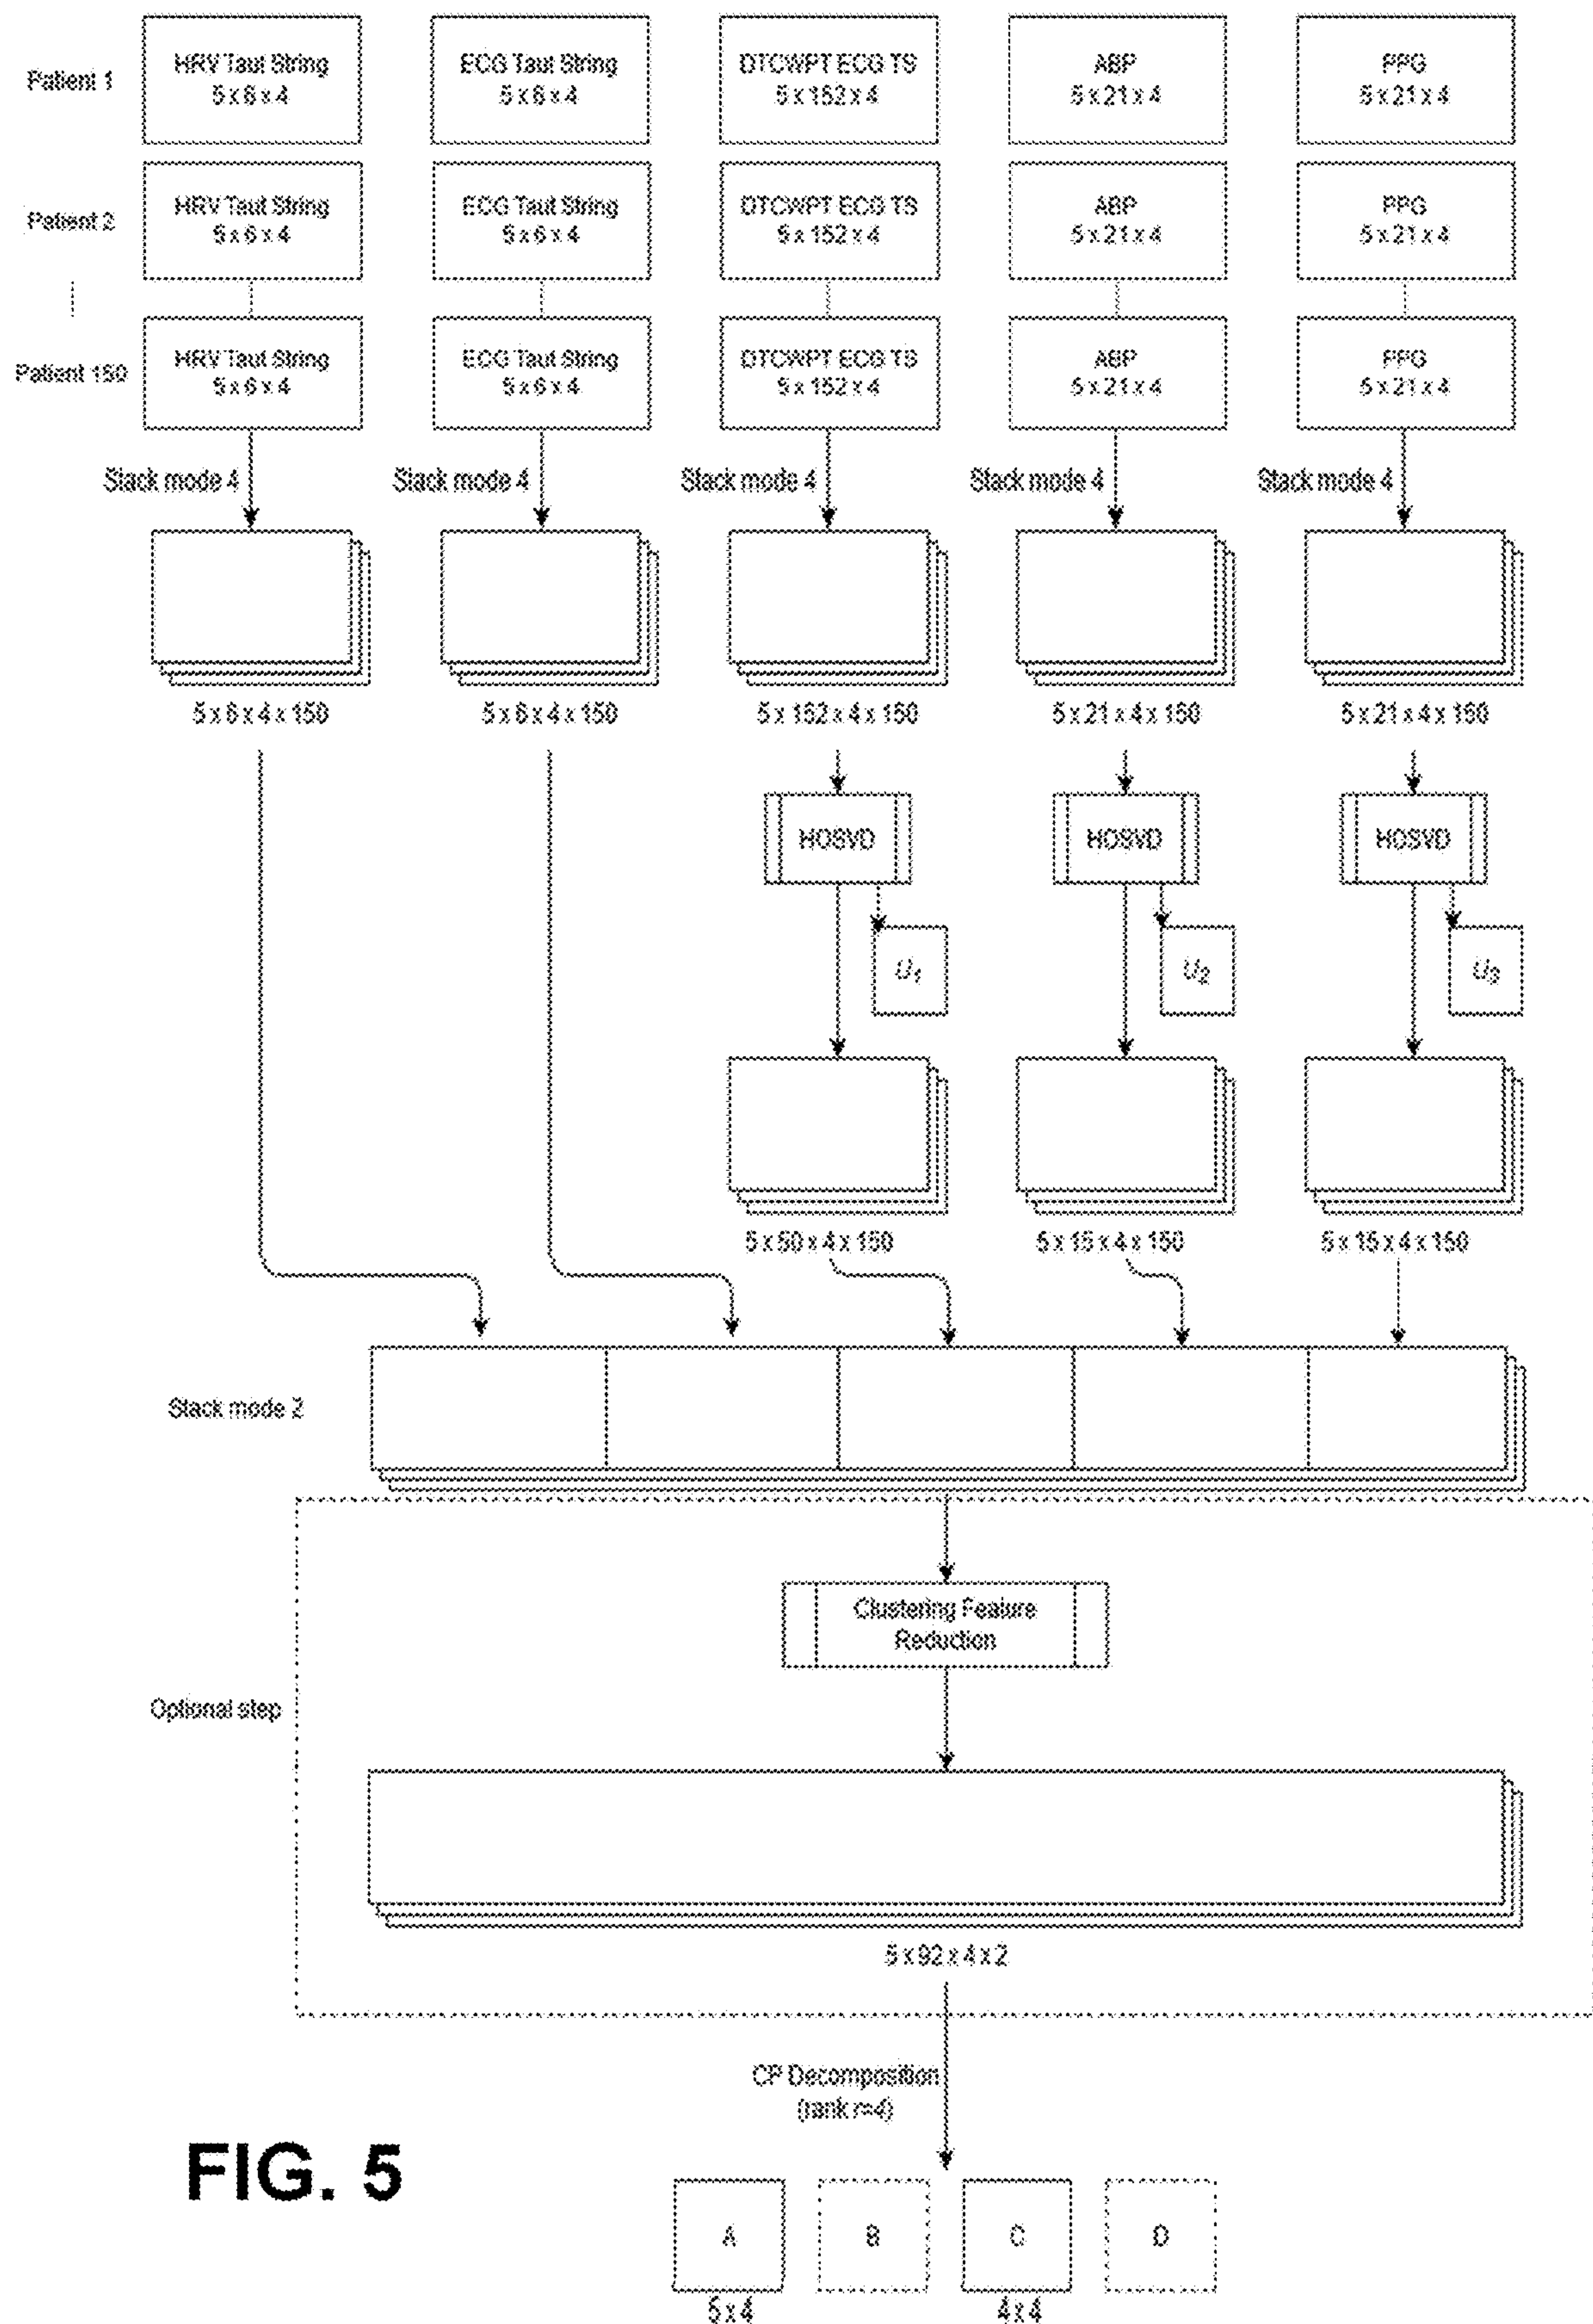 Patient 1
HRV Taut String
5 x 6 x 4
ECG Taut String
5 x 6 x 4
DTCWPT ECG TS
5 x 152 x 4
ABP
5 x 21 x 4
PPG
5 x 21 x 4
Patient 2
HRV Taut String
5 x 6 x 4
ECG Taut String
5 x 6 x 4
DTCWPT ECG TS
5 x 152 x 4
ABP
5 x 21 x 4
PPG
5 x 21 x 4
Patient 150
HRV Taut String
5 x 6 x 4
ECG Taut String
5 x 6 x 4
DTCWPT ECG TS
5 x 152 x 4
ABP
5 x 21 x 4
PPG
5 x 21 x 4
Stack mode 4
Stack mode 4
Stack mode 4
Stack mode 4
Stack mode 4
5 x 6 x 4 x 150
5 x 6 x 4 x 150
5 x 152 x 4 x 150
5 x 21 x 4 x 150
5 x 21 x 4 x 150
HOSVD
HOSVD
HOSVD
U1
U2
U3
5 x 50 x 4 x 150
5 x 15 x 4 x 150
5 x 15 x 4 x 150
Stack mode 2
Clustering Feature
Reduction
Optional step
5 x 92 x 4 x 2
CP Decomposition
(rank r=4)
FIG. 5
A
B
C
D
5 x 4
4 x 4